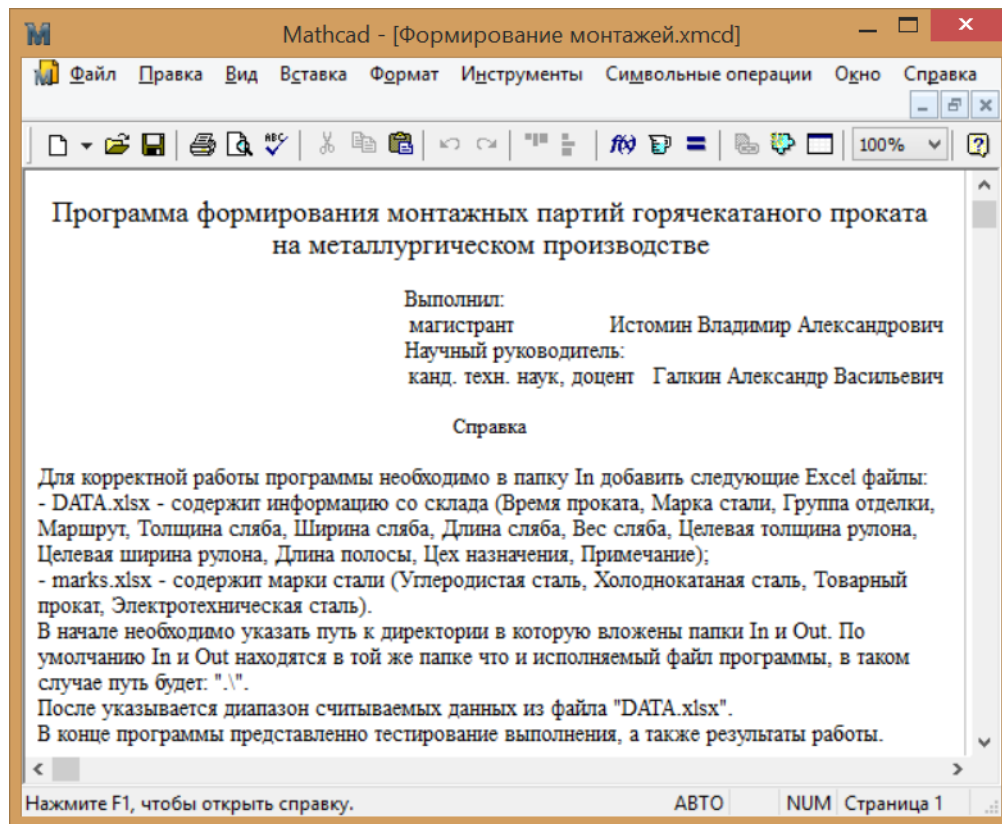 Mathcad - [Формирование монтажей.xmcd]
Файл Правка Вид Вставка Формат Инструменты Символьные операции Окно Справка
100%
Программа формирования монтажных партий горячекатаного проката
на металлургическом производстве
Выполнил:
магистрант Истомин Владимир Александрович
Научный руководитель:
канд. техн. наук, доцент Галкин Александр Васильевич
Справка
Для корректной работы программы необходимо в папку In добавить следующие Excel файлы:
- DATA.xlsx - содержит информацию со склада (Время проката, Марка стали, Группа отделки,
Маршрут, Толщина сляба, Ширина сляба, Длина сляба, Вес сляба, Целевая толщина рулона,
Целевая ширина рулона, Длина полосы, Цех назначения, Примечание);
- marks.xlsx - содержит марки стали (Углеродистая сталь, Холоднокатаная сталь, Товарный
прокат, Электротехническая сталь).
В начале необходимо указать путь к директории в которую вложены папки In и Out. По
умолчанию In и Out находятся в той же папке что и исполняемый файл программы, в таком
случае путь будет: ".\".
После указывается диапазон считываемых данных из файла "DATA.xlsx".
В конце программы представленно тестирование выполнения, а также результаты работы.
Нажмите F1, чтобы открыть справку. АВТО NUM Страница 1